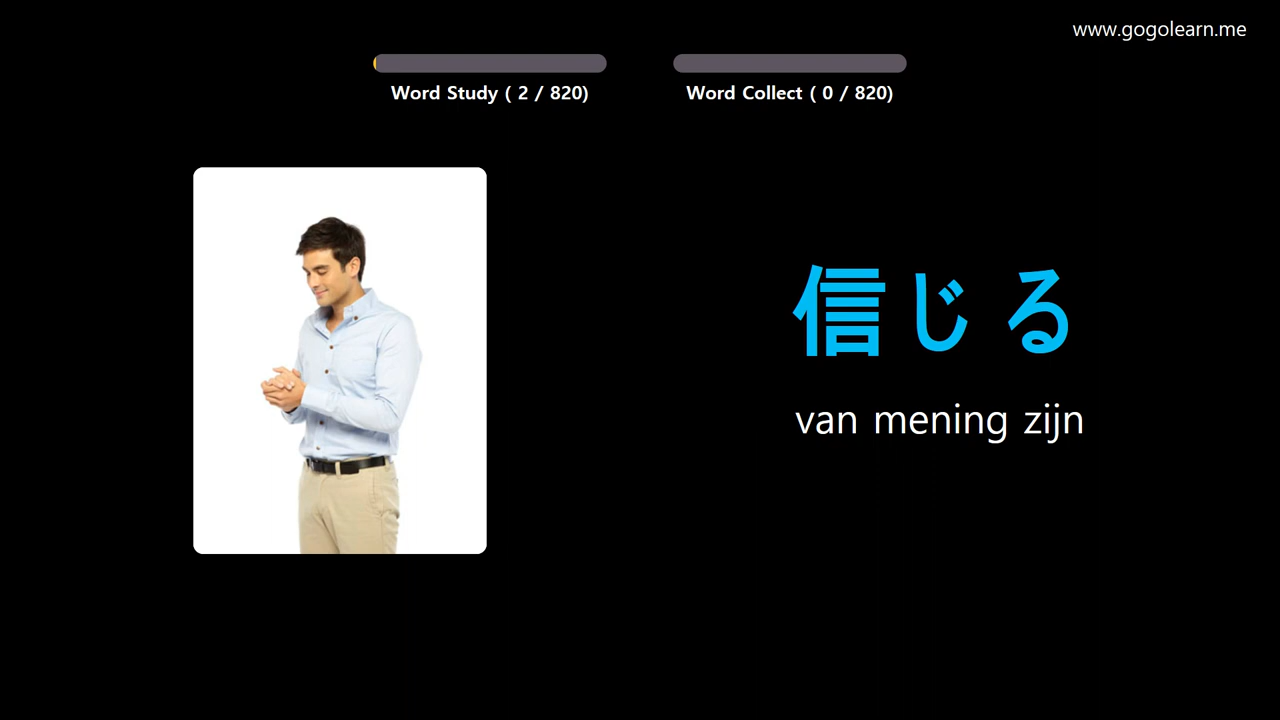 www.gogolearn.me
Word Study ( 2 / 820)
Word Collect ( 0 / 820)
信じる
van mening zijn